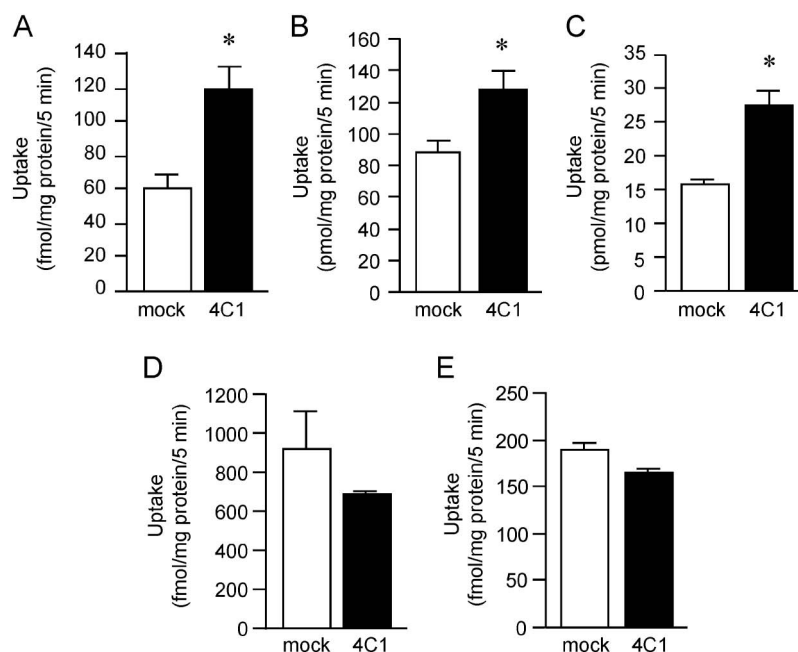 A
Uptake
(fmol/mg protein/5 min)
140
120
100
80
60
40
20
0
*
mock 4C1
B
Uptake
(pmol/mg protein/5 min)
160
140
120
100
80
60
40
20
0
*
mock 4C1
C
Uptake
(pmol/mg protein/5 min)
35
30
25
20
15
10
5
0
*
mock 4C1
D
Uptake
(fmol/mg protein/5 min)
1200
1000
800
600
400
200
0
mock 4C1
E
Uptake
(fmol/mg protein/5 min)
250
200
150
100
50
0
mock 4C1